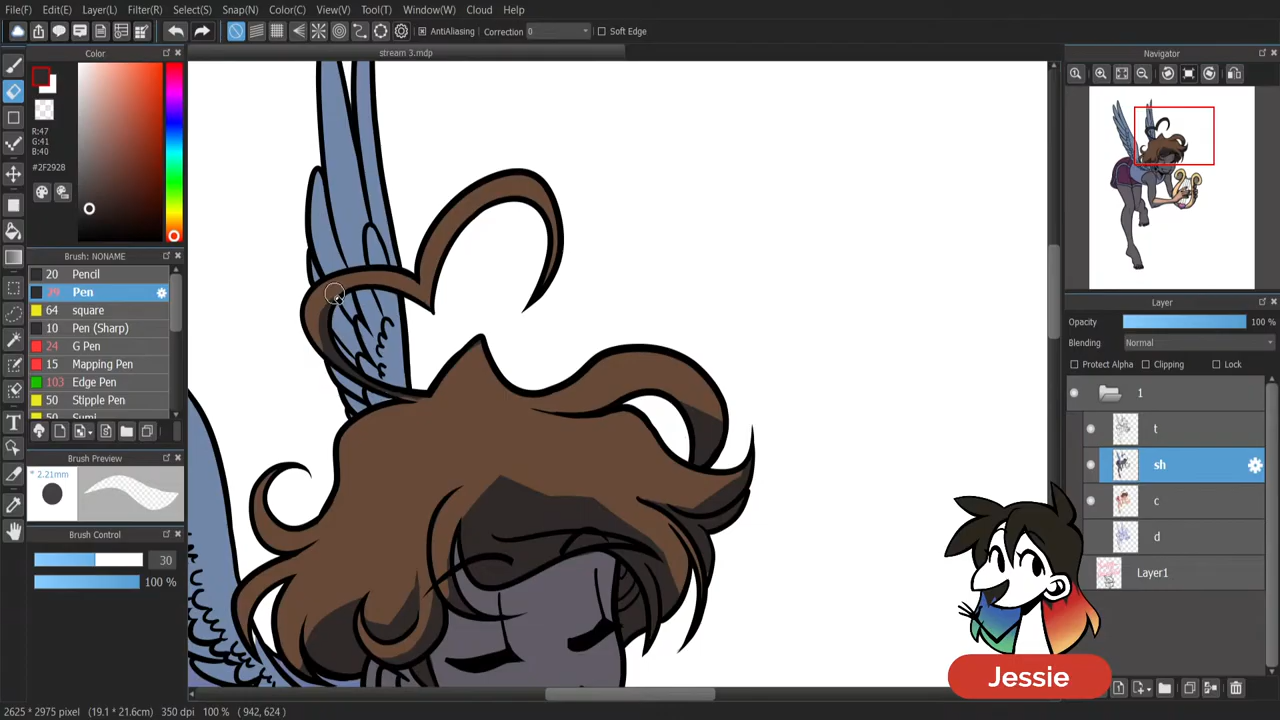 File(F) Edit(E) Layer(L) Filter(R) Select(S) Snap(N) Color(C) View(V) Tool(T) Window(W) Cloud Help
AntiAliasing Correction 0 Soft Edge
stream 3.mdp
Color
R:47
G:41
B:40
#2F2928
Brush: NONAME
20 Pencil
39 Pen
64 square
10 Pen (Sharp)
24 G Pen
15 Mapping Pen
103 Edge Pen
50 Stipple Pen
50 Sumi
Brush Preview
* 2.21mm
Brush Control
30
100 %
Navigator
Layer
Opacity 100 %
Blending Normal
Protect Alpha Clipping Lock
1
t
sh
c
d
Layer1
Jessie
2625 * 2975 pixel (19.1 * 21.6cm) 350 dpi 100 % ( 942, 624 )